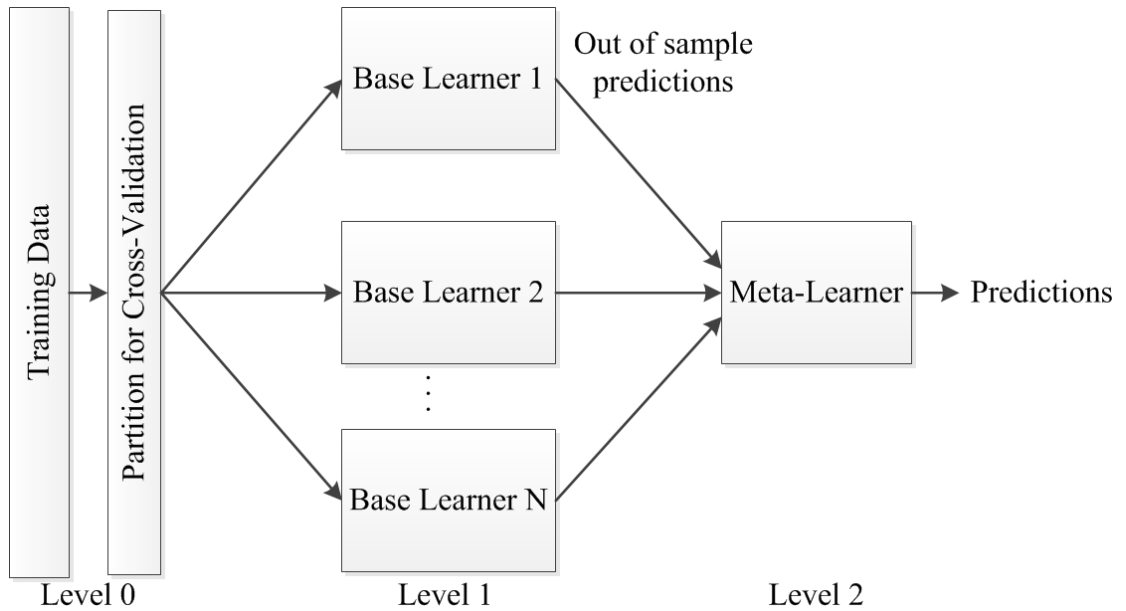 Training Data
Partition for Cross-Validation
Base Learner 1
Out of sample
predictions
Base Learner 2
Meta-Learner
Predictions
Base Learner N
Level 0
Level 1
Level 2